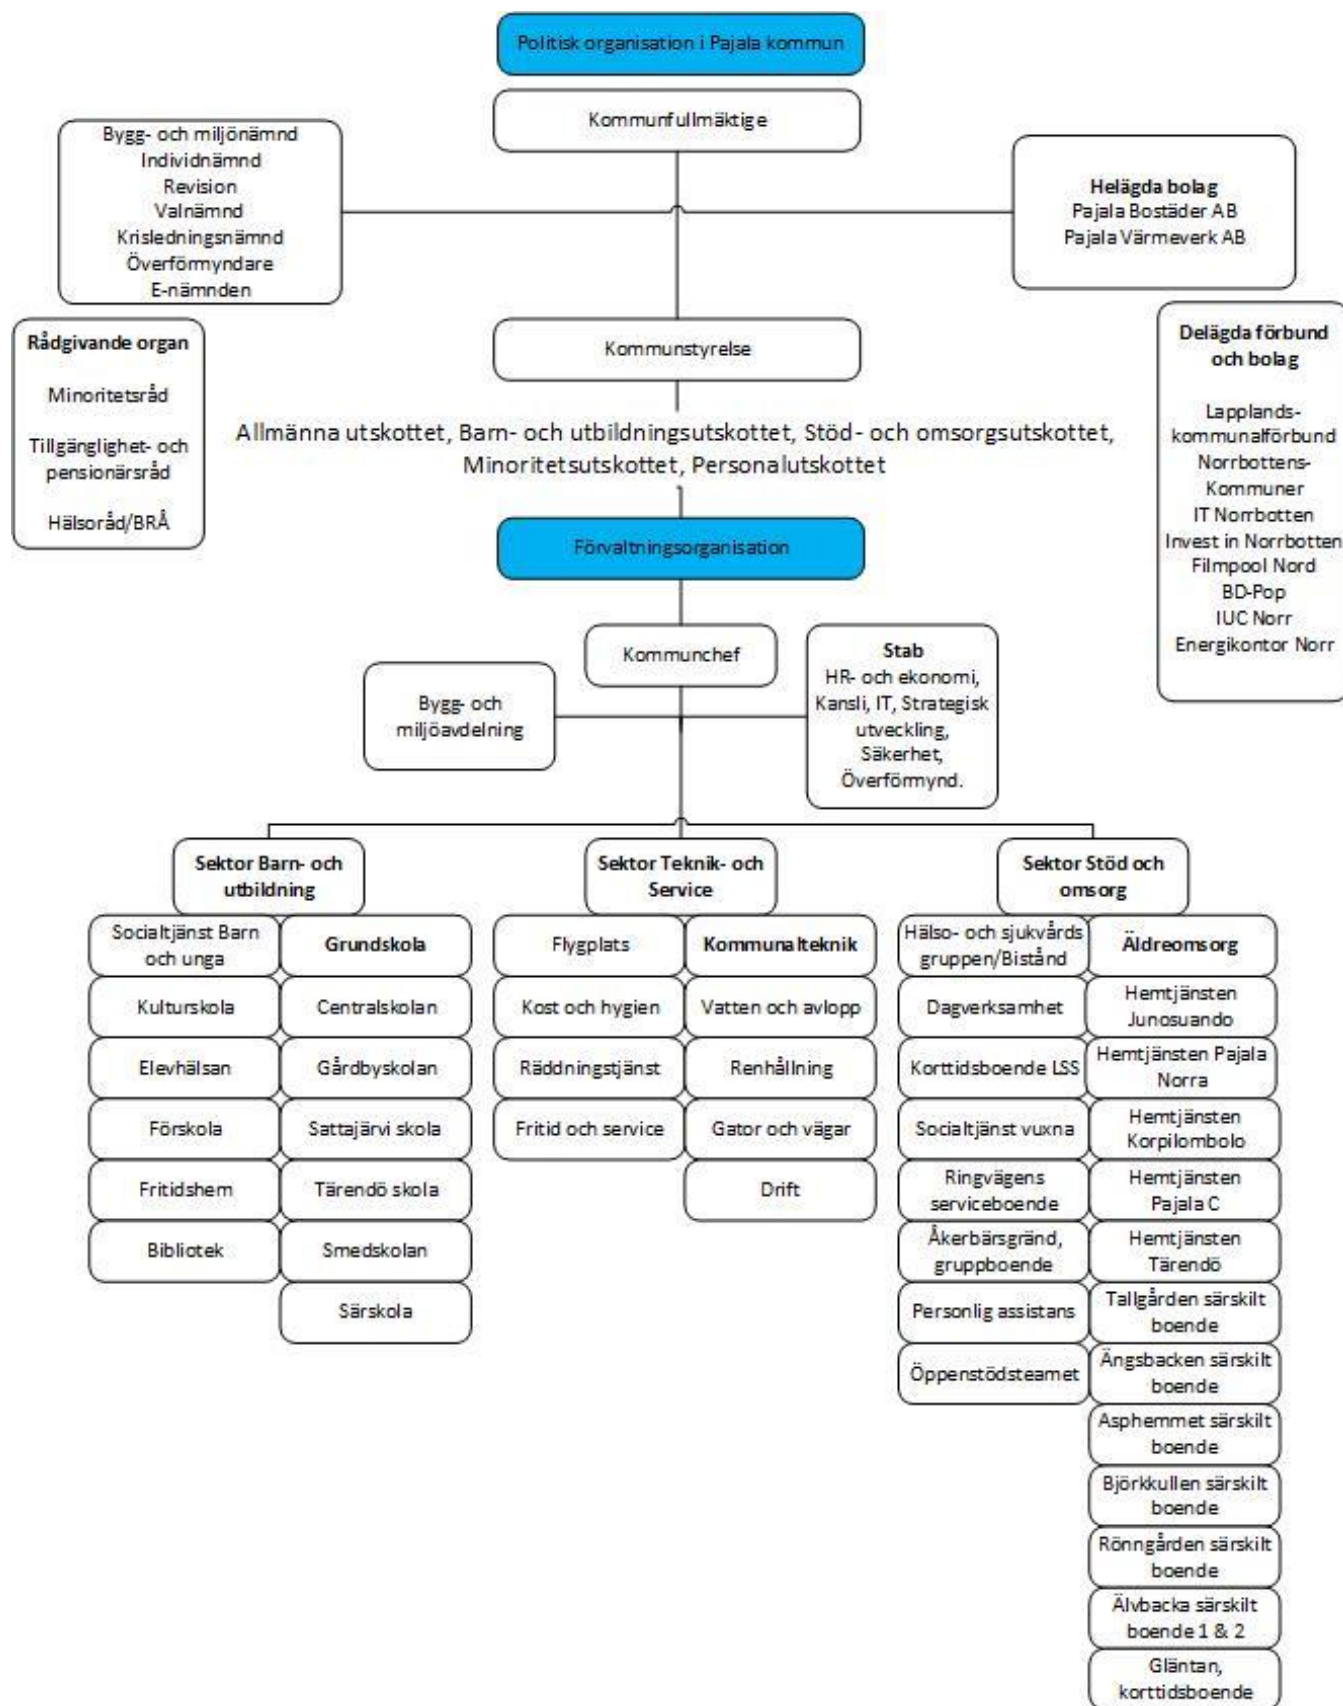 Politisk organisation i Pajala kommun
Kommunfullmäktige
Bygg- och miljönämnd
Individnämnd
Revision
Valnämnd
Krisledningsnämnd
Överförmyndare
E-nämnden
Helägda bolag
Pajala Bostäder AB
Pajala Värmeverk AB
Rådgivande organ
Minoritetsråd
Tillgänglighet- och
pensionärsråd
Hälsoråd/BRÅ
Kommunstyrelse
Delägda förbund
och bolag
Lapplands-
kommunalförbund
Norrbottens-
Kommuner
IT Norrbotten
Invest in Norrbotten
Filmpool Nord
BD-Pop
IUC Norr
Energikontor Norr
Allmänna utskottet, Barn- och utbildningsutskottet, Stöd- och omsorgsutskottet,
Minoritetsutskottet, Personalutskottet
Förvaltningsorganisation
Kommunchef
Bygg- och
miljöavdelning
Stab
HR- och ekonomi,
Kansli, IT, Strategisk
utveckling,
Säkerhet,
Överförmynd.
Sektor Barn- och
utbildning
Socialtjänst Barn
och unga
Kulturskola
Elevhälsan
Förskola
Fritidshem
Bibliotek
Grundskola
Centralskolan
Gårdbyskolan
Sattajärvi skola
Tärendö skola
Smedskolan
Särskola
Sektor Teknik- och
Service
Flygplats
Kost och hygien
Räddningstjänst
Fritid och service
Kommunalteknik
Vatten och avlopp
Renhållning
Gator och vägar
Drift
Sektor Stöd och
omsorg
Hälso- och sjukvårds
gruppen/Bistånd
Dagverksamhet
Korttidsboende LSS
Socialtjänst vuxna
Ringvägens
serviceboende
Åkerbärsgränd,
gruppboende
Personlig assistans
Öppenstödsteamet
Äldreomsorg
Hemtjänsten
Junosuando
Hemtjänsten Pajala
Norra
Hemtjänsten
Korpilombolo
Hemtjänsten
Pajala C
Hemtjänsten
Tärendö
Tallgården särskilt
boende
Ängsbacken särskilt
boende
Asphemmet särskilt
boende
Björkkullen särskilt
boende
Rönngården särskilt
boende
Älvbacka särskilt
boende 1 & 2
Gläntan,
korttidsboende